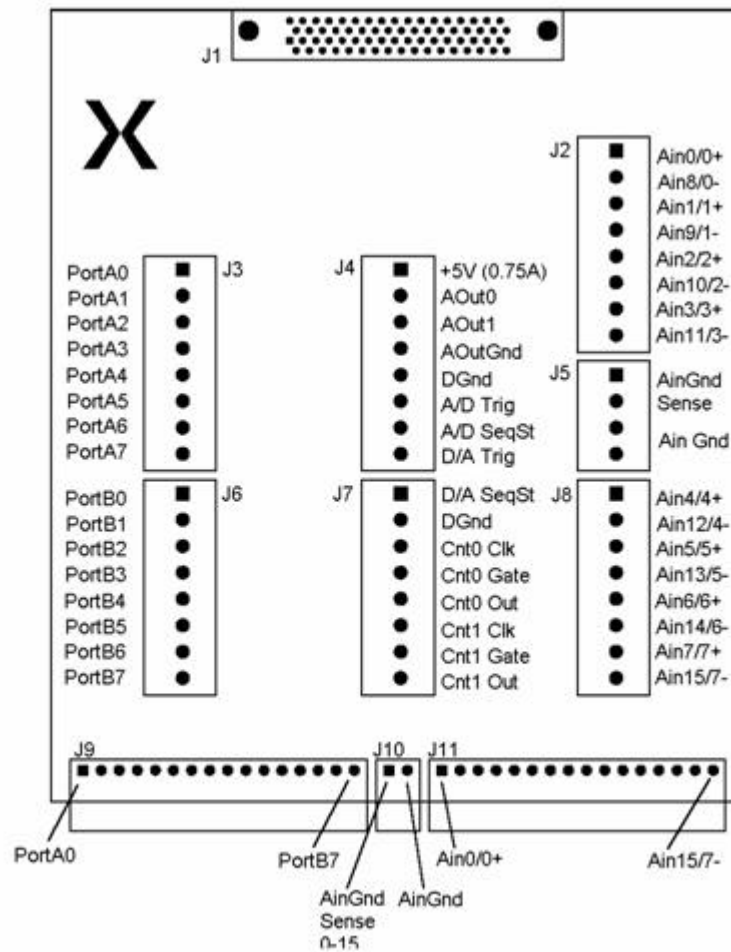 J1
J2
Ain0/0+
Ain8/0-
Ain1/1+
Ain9/1-
Ain2/2+
Ain10/2-
Ain3/3+
Ain11/3-
PortA0
PortA1
PortA2
PortA3
PortA4
PortA5
PortA6
PortA7
J3
J4
+5V (0.75A)
AOut0
AOut1
AOutGnd
DGnd
A/D Trig
A/D SeqSt
D/A Trig
J5
AinGnd
Sense
Ain Gnd
PortB0
PortB1
PortB2
PortB3
PortB4
PortB5
PortB6
PortB7
J6
J7
D/A SeqSt
DGnd
Cnt0 Clk
Cnt0 Gate
Cnt0 Out
Cnt1 Clk
Cnt1 Gate
Cnt1 Out
J8
Ain4/4+
Ain12/4-
Ain5/5+
Ain13/5-
Ain6/6+
Ain14/6-
Ain7/7+
Ain15/7-
J9
J10
J11
PortA0
PortB7
AinGnd
Sense
0-15
AinGnd
Ain0/0+
Ain15/7-